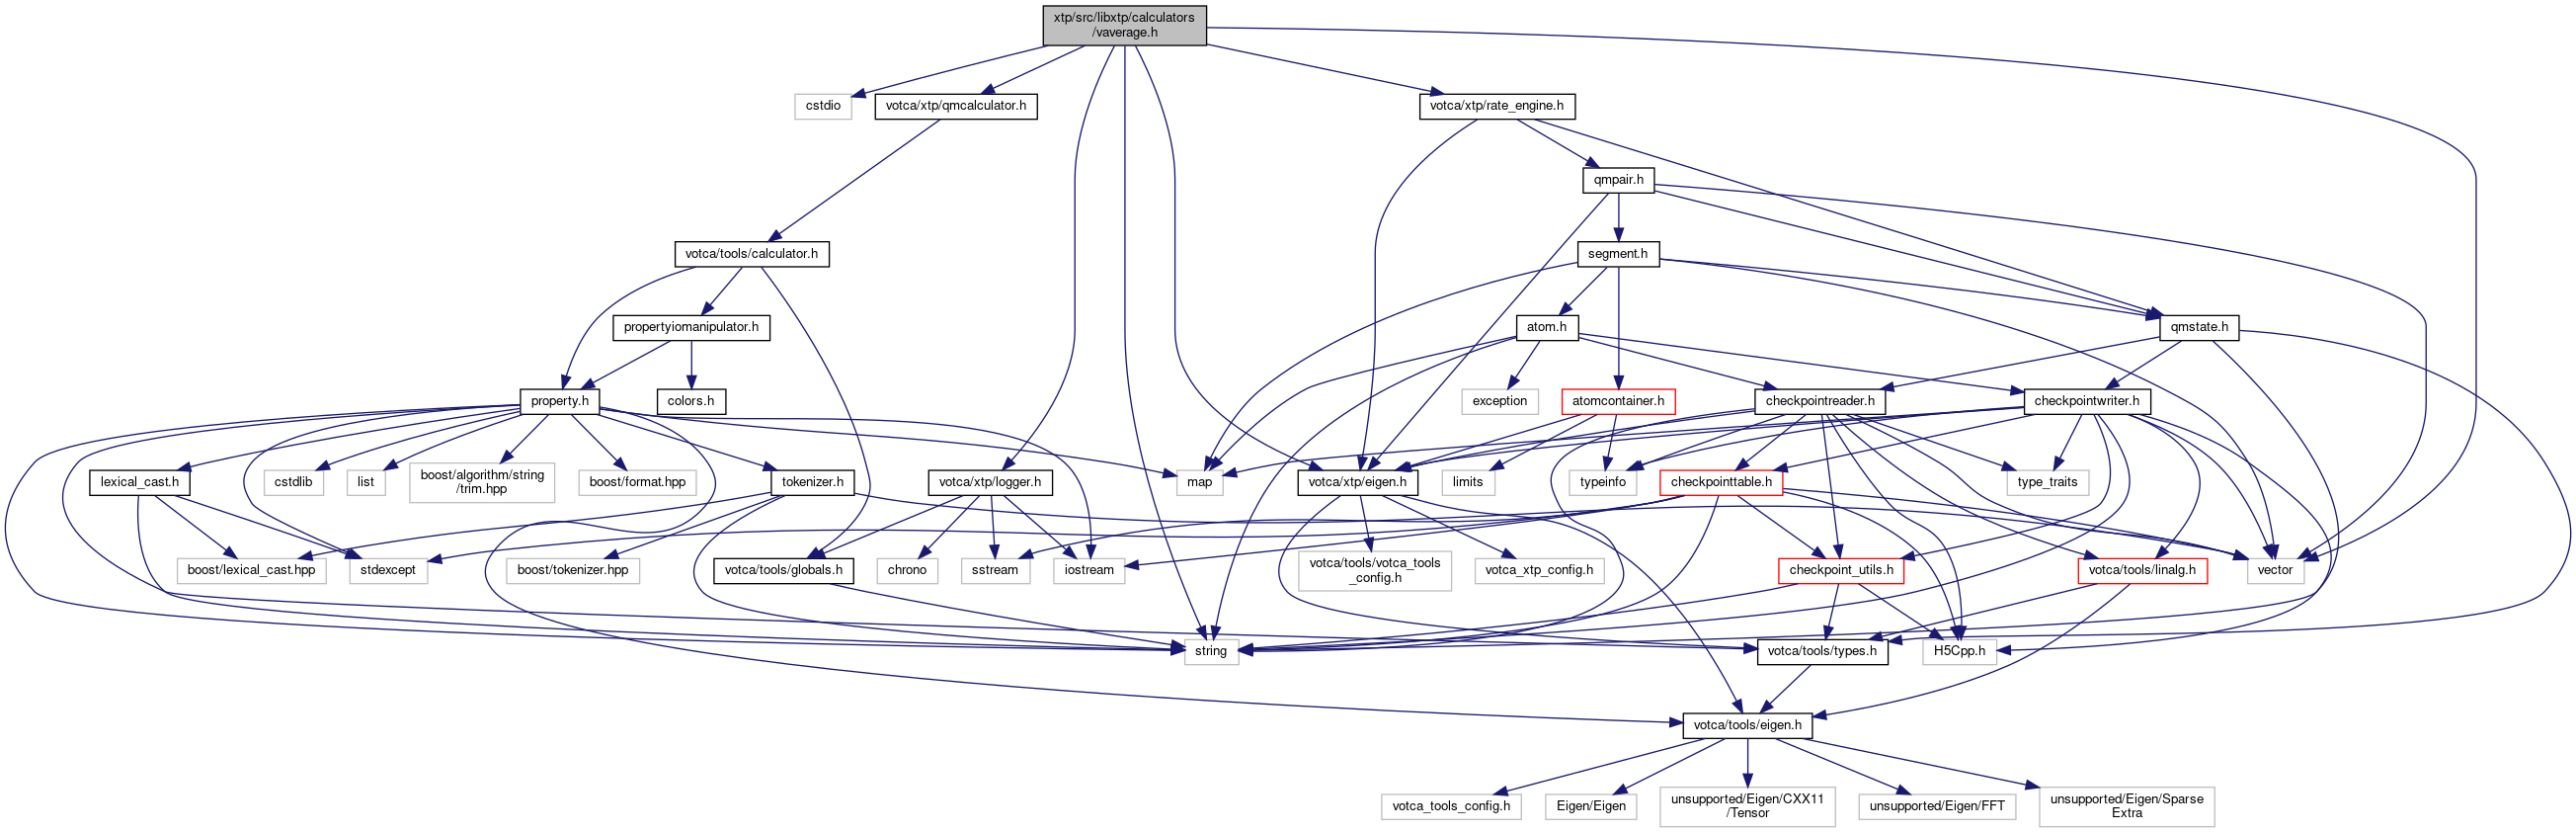 xtp/src/libxtp/calculators
/vaverage.h
cstdio
votca/xtp/qmcalculator.h
votca/xtp/rate_engine.h
qmpair.h
votca/tools/calculator.h
segment.h
propertyiomanipulator.h
atom.h
qmstate.h
property.h
colors.h
exception
atomcontainer.h
checkpointreader.h
checkpointwriter.h
lexical_cast.h
cstdlib
list
boost/algorithm/string
/trim.hpp
boost/format.hpp
tokenizer.h
votca/xtp/logger.h
map
votca/xtp/eigen.h
limits
typeinfo
checkpointtable.h
type_traits
boost/lexical_cast.hpp
stdexcept
boost/tokenizer.hpp
votca/tools/globals.h
chrono
sstream
iostream
votca/tools/votca_tools
_config.h
votca_xtp_config.h
checkpoint_utils.h
votca/tools/linalg.h
vector
string
votca/tools/types.h
H5Cpp.h
votca/tools/eigen.h
votca_tools_config.h
Eigen/Eigen
unsupported/Eigen/CXX11
/Tensor
unsupported/Eigen/FFT
unsupported/Eigen/Sparse
Extra